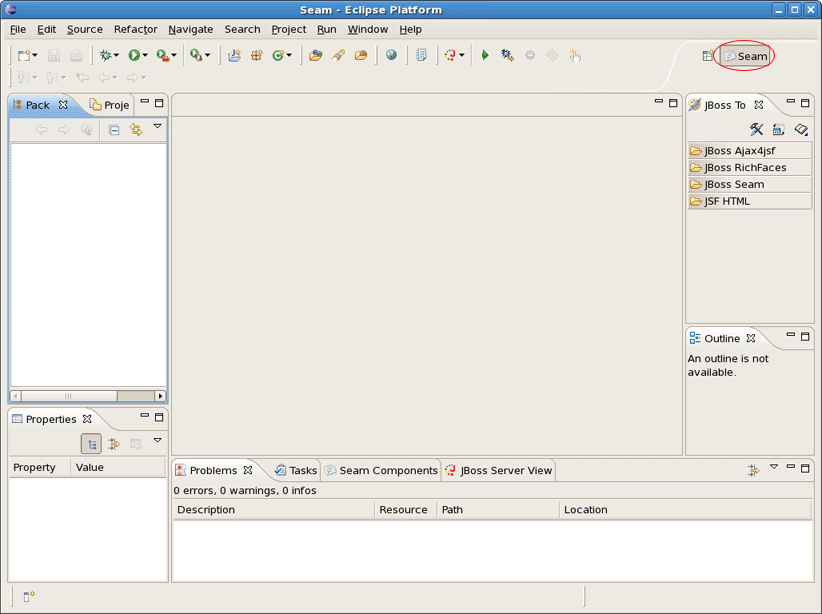 Seam - Eclipse Platform
File Edit Source Refactor Navigate Search Project Run Window Help
Seam
Pack
Proje
JBoss To
JBoss Ajax4jsf
JBoss RichFaces
JBoss Seam
JSF HTML
Outline
An outline is not
available.
Properties
Property Value
Problems Tasks Seam Components JBoss Server View
0 errors, 0 warnings, 0 infos
Description Resource Path Location